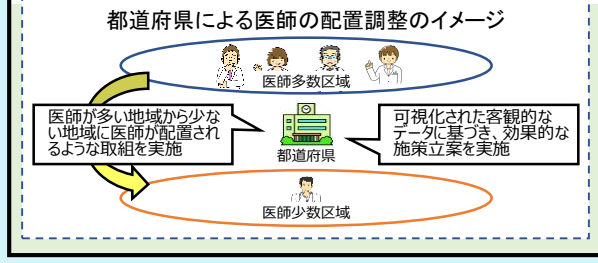 都道府県による医師の配置調整のイメージ
医師多数区域
医師が多い地域から少な
い地域に医師が配置され
るような取組を実施
都道府県
可視化された客観的な
データに基づき、効果的な
施策立案を実施
医師少数区域